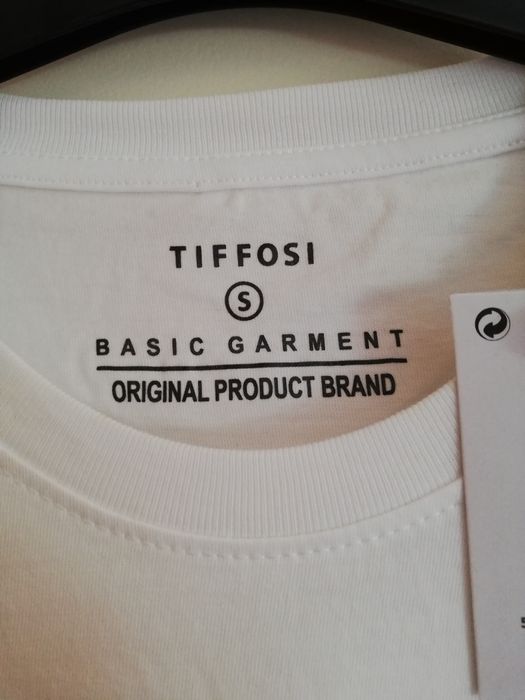 TIFFOSI
S
BASIC GARMENT
ORIGINAL PRODUCT BRAND